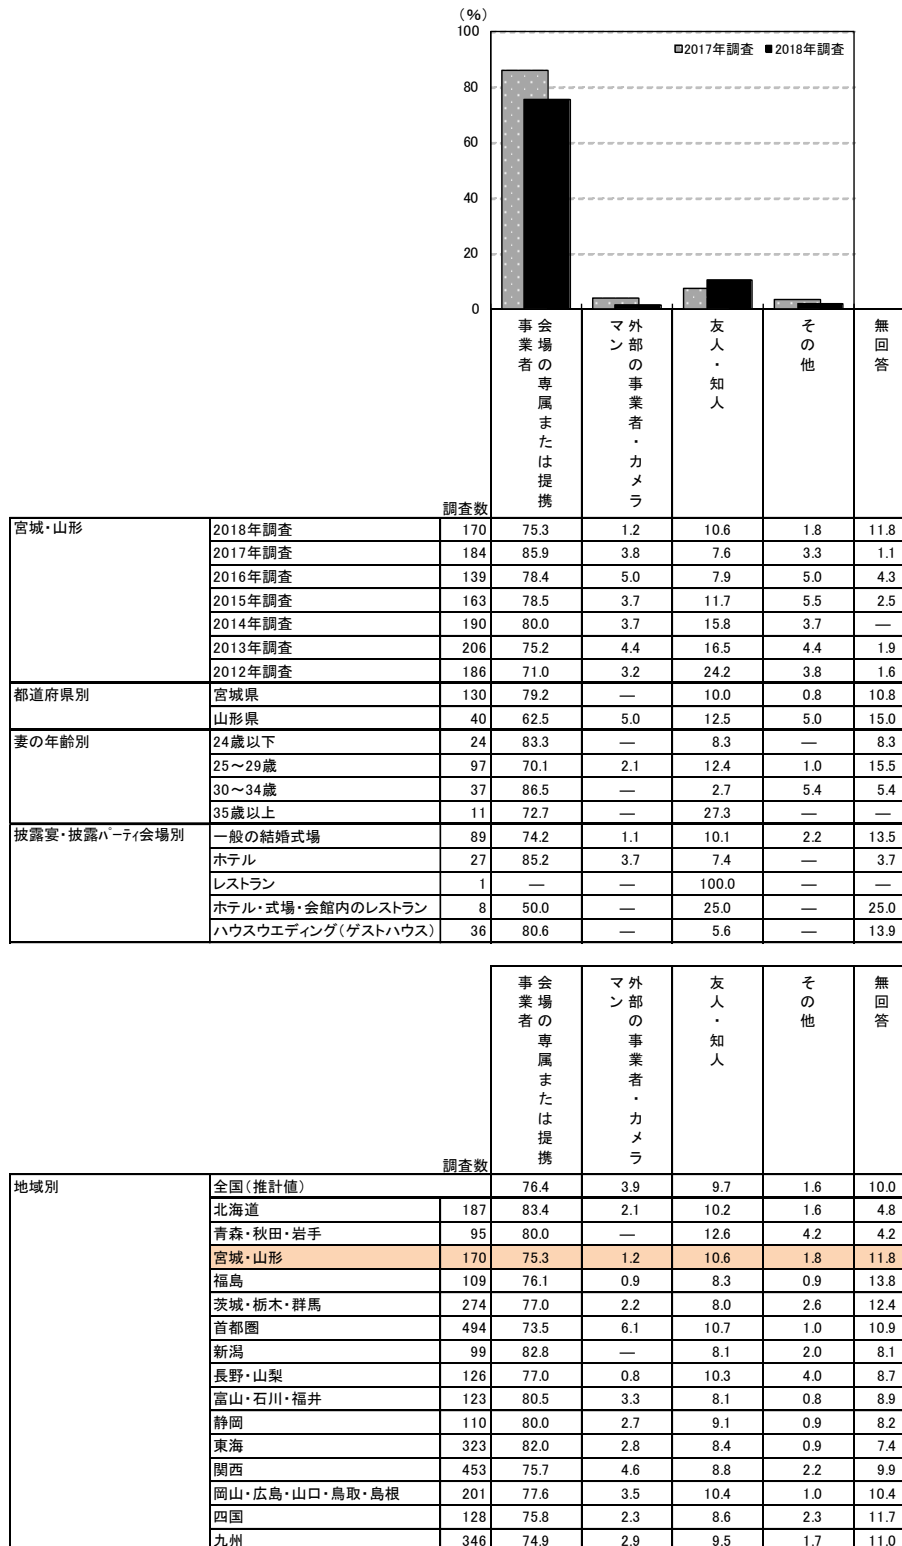 (%)
100
80
60
40
20
0
2017年調査 2018年調査
会場の専属または提携事業者
外部の事業者・カメラマン
友人・知人
その他
無回答
調査数
宮城・山形 2018年調査 170 75.3 1.2 10.6 1.8 11.8
2017年調査 184 85.9 3.8 7.6 3.3 1.1
2016年調査 139 78.4 5.0 7.9 5.0 4.3
2015年調査 163 78.5 3.7 11.7 5.5 2.5
2014年調査 190 80.0 3.7 15.8 3.7 ―
2013年調査 206 75.2 4.4 16.5 4.4 1.9
2012年調査 186 71.0 3.2 24.2 3.8 1.6
都道府県別 宮城県 130 79.2 ― 10.0 0.8 10.8
山形県 40 62.5 5.0 12.5 5.0 15.0
妻の年齢別 24歳以下 24 83.3 ― 8.3 ― 8.3
25～29歳 97 70.1 2.1 12.4 1.0 15.5
30～34歳 37 86.5 ― 2.7 5.4 5.4
35歳以上 11 72.7 ― 27.3 ― ―
披露宴・披露ﾊﾟｰﾃｨ会場別 一般の結婚式場 89 74.2 1.1 10.1 2.2 13.5
ホテル 27 85.2 3.7 7.4 ― 3.7
レストラン 1 ― ― 100.0 ― ―
ホテル・式場・会館内のレストラン 8 50.0 ― 25.0 ― 25.0
ハウスウエディング(ゲストハウス) 36 80.6 ― 5.6 ― 13.9
会場の専属または提携事業者
外部の事業者・カメラマン
友人・知人
その他
無回答
調査数
地域別 全国(推計値) 76.4 3.9 9.7 1.6 10.0
北海道 187 83.4 2.1 10.2 1.6 4.8
青森・秋田・岩手 95 80.0 ― 12.6 4.2 4.2
宮城・山形 170 75.3 1.2 10.6 1.8 11.8
福島 109 76.1 0.9 8.3 0.9 13.8
茨城・栃木・群馬 274 77.0 2.2 8.0 2.6 12.4
首都圏 494 73.5 6.1 10.7 1.0 10.9
新潟 99 82.8 ― 8.1 2.0 8.1
長野・山梨 126 77.0 0.8 10.3 4.0 8.7
富山・石川・福井 123 80.5 3.3 8.1 0.8 8.9
静岡 110 80.0 2.7 9.1 0.9 8.2
東海 323 82.0 2.8 8.4 0.9 7.4
関西 453 75.7 4.6 8.8 2.2 9.9
岡山・広島・山口・鳥取・島根 201 77.6 3.5 10.4 1.0 10.4
四国 128 75.8 2.3 8.6 2.3 11.7
九州 346 74.9 2.9 9.5 1.7 11.0